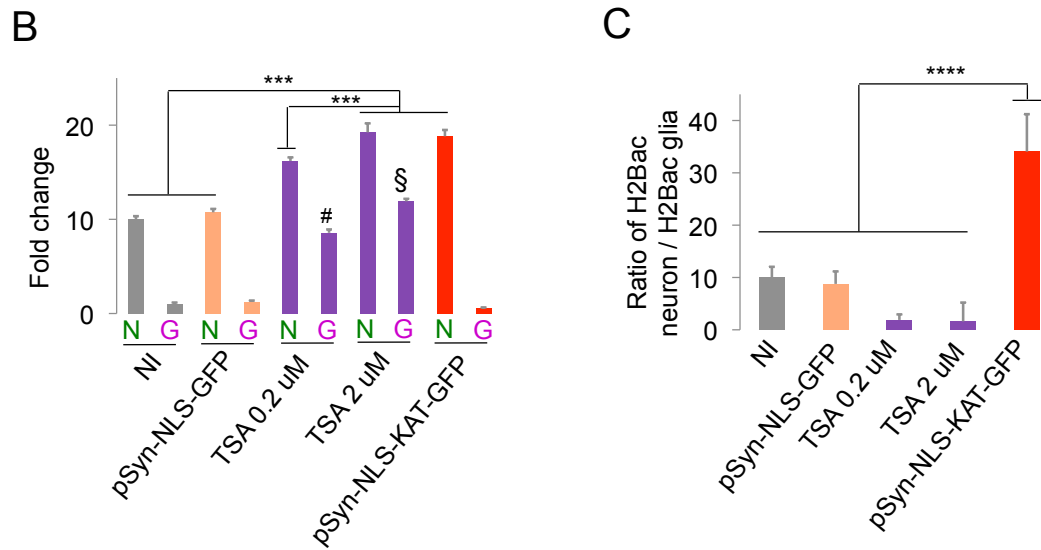 B
***
***
20
10
0
Fold change
#
§
N G N G N G N G N G
NI
pSyn-NLS-GFP
TSA 0.2 uM
TSA 2 uM
pSyn-NLS-KAT-GFP
C
****
40
30
20
10
0
Ratio of H2Bac
neuron / H2Bac glia
NI
pSyn-NLS-GFP
TSA 0.2 uM
TSA 2 uM
pSyn-NLS-KAT-GFP